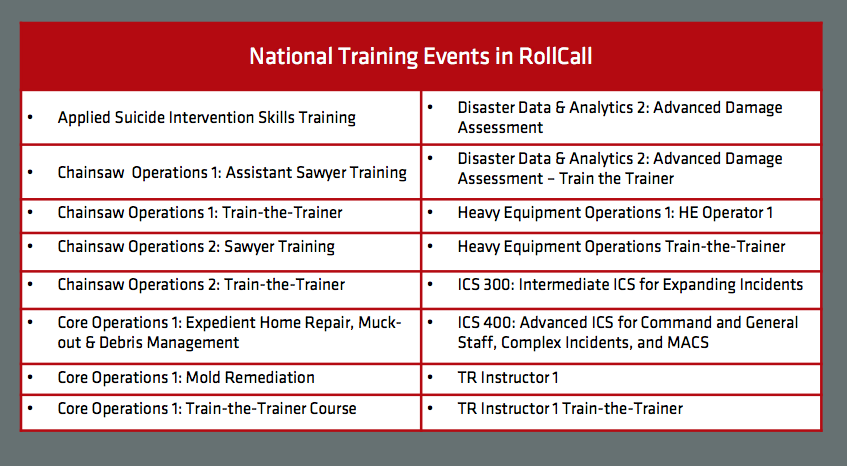 National Training Events in RollCall
• Applied Suicide Intervention Skills Training
• Disaster Data & Analytics 2: Advanced Damage
Assessment
• Chainsaw Operations 1: Assistant Sawyer Training
• Disaster Data & Analytics 2: Advanced Damage
Assessment – Train the Trainer
• Chainsaw Operations 1: Train-the-Trainer
• Heavy Equipment Operations 1: HE Operator 1
• Chainsaw Operations 2: Sawyer Training
• Heavy Equipment Operations Train-the-Trainer
• Chainsaw Operations 2: Train-the-Trainer
• ICS 300: Intermediate ICS for Expanding Incidents
• Core Operations 1: Expedient Home Repair, Muck-
out & Debris Management
• ICS 400: Advanced ICS for Command and General
Staff, Complex Incidents, and MACS
• Core Operations 1: Mold Remediation
• TR Instructor 1
• Core Operations 1: Train-the-Trainer Course
• TR Instructor 1 Train-the-Trainer